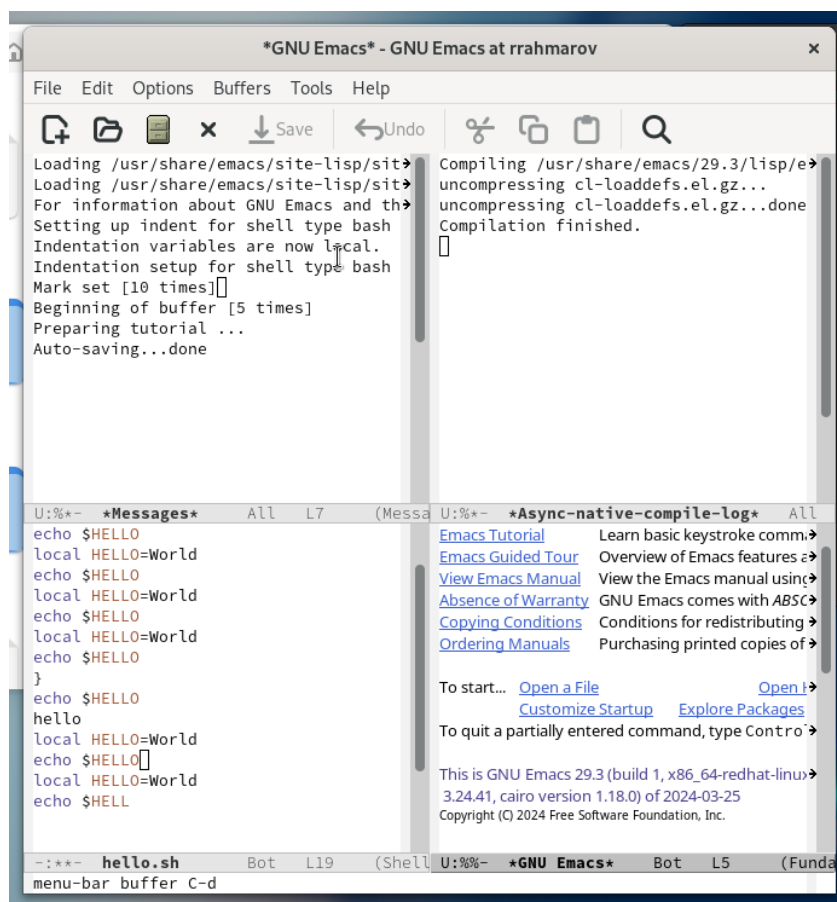 *GNU Emacs* - GNU Emacs at rrahmarov
File Edit Options Buffers Tools Help
Save Undo
Loading /usr/share/emacs/site-lisp/sit
Loading /usr/share/emacs/site-lisp/sit
For information about GNU Emacs and th
Setting up indent for shell type bash
Indentation variables are now local.
Indentation setup for shell type bash
Mark set [10 times]
Beginning of buffer [5 times]
Preparing tutorial ...
Auto-saving...done
U:%*- *Messages* All L7 (Messa
Compiling /usr/share/emacs/29.3/lisp/e
uncompressing cl-loaddefs.el.gz...
uncompressing cl-loaddefs.el.gz...done
Compilation finished.
U:%*- *Async-native-compile-log* All
echo $HELLO
local HELLO=World
echo $HELLO
local HELLO=World
echo $HELLO
local HELLO=World
echo $HELLO
}
echo $HELLO
hello
local HELLO=World
echo $HELLO
local HELLO=World
echo $HELL
-:**- hello.sh Bot L19 (Shell
Emacs Tutorial Learn basic keystroke comm
Emacs Guided Tour Overview of Emacs features
View Emacs Manual View the Emacs manual using
Absence of Warranty GNU Emacs comes with ABSO
Copying Conditions Conditions for redistributing
Ordering Manuals Purchasing printed copies of
To start... Open a File Open
Customize Startup Explore Packages
To quit a partially entered command, type Contro
This is GNU Emacs 29.3 (build 1, x86_64-redhat-linux
3.24.41, cairo version 1.18.0) of 2024-03-25
Copyright (C) 2024 Free Software Foundation, Inc.
U:%%- *GNU Emacs* Bot L5 (Funda
menu-bar buffer C-d